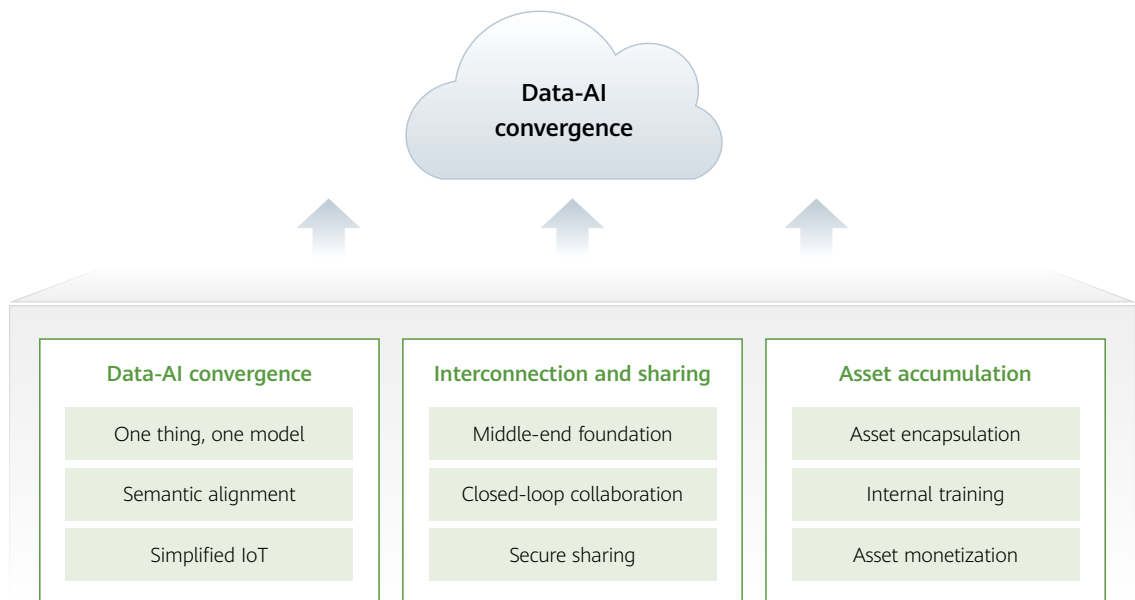 Data-AI
convergence
Data-AI convergence
One thing, one model
Semantic alignment
Simplified IoT
Interconnection and sharing
Middle-end foundation
Closed-loop collaboration
Secure sharing
Asset accumulation
Asset encapsulation
Internal training
Asset monetization